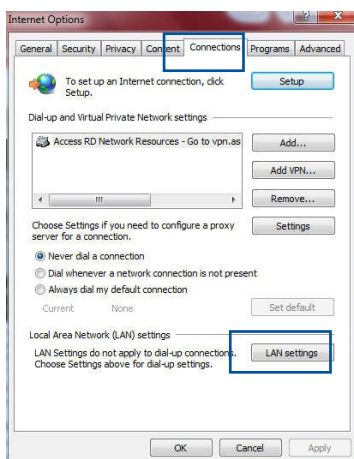 Internet Options
General Security Privacy Content Connections Programs Advanced
To set up an Internet connection, click
Setup.
Setup
Dial-up and Virtual Private Network settings
Access RD Network Resources - Go to vpn.as
Add...
Add VPN...
Remove...
Choose Settings if you need to configure a proxy
server for a connection.
Settings
Never dial a connection
Dial whenever a network connection is not present
Always dial my default connection
Current None
Set default
Local Area Network (LAN) settings
LAN Settings do not apply to dial-up connections.
Choose Settings above for dial-up settings.
LAN settings
OK Cancel Apply